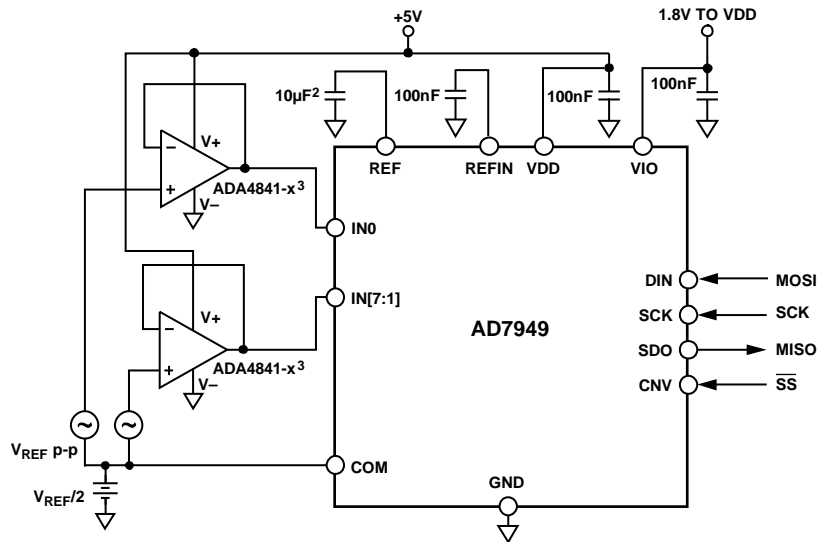 +5V
1.8V TO VDD
10µF²
100nF
100nF
100nF
V+
REF
REFIN
VDD
VIO
–
+
ADA4841-x³
V–
IN0
IN[7:1]
V+
–
+
ADA4841-x³
V–
AD7949
DIN
MOSI
SCK
SCK
SDO
MISO
CNV
S̅S̅
~
~
VREF p-p
COM
VREF/2
GND